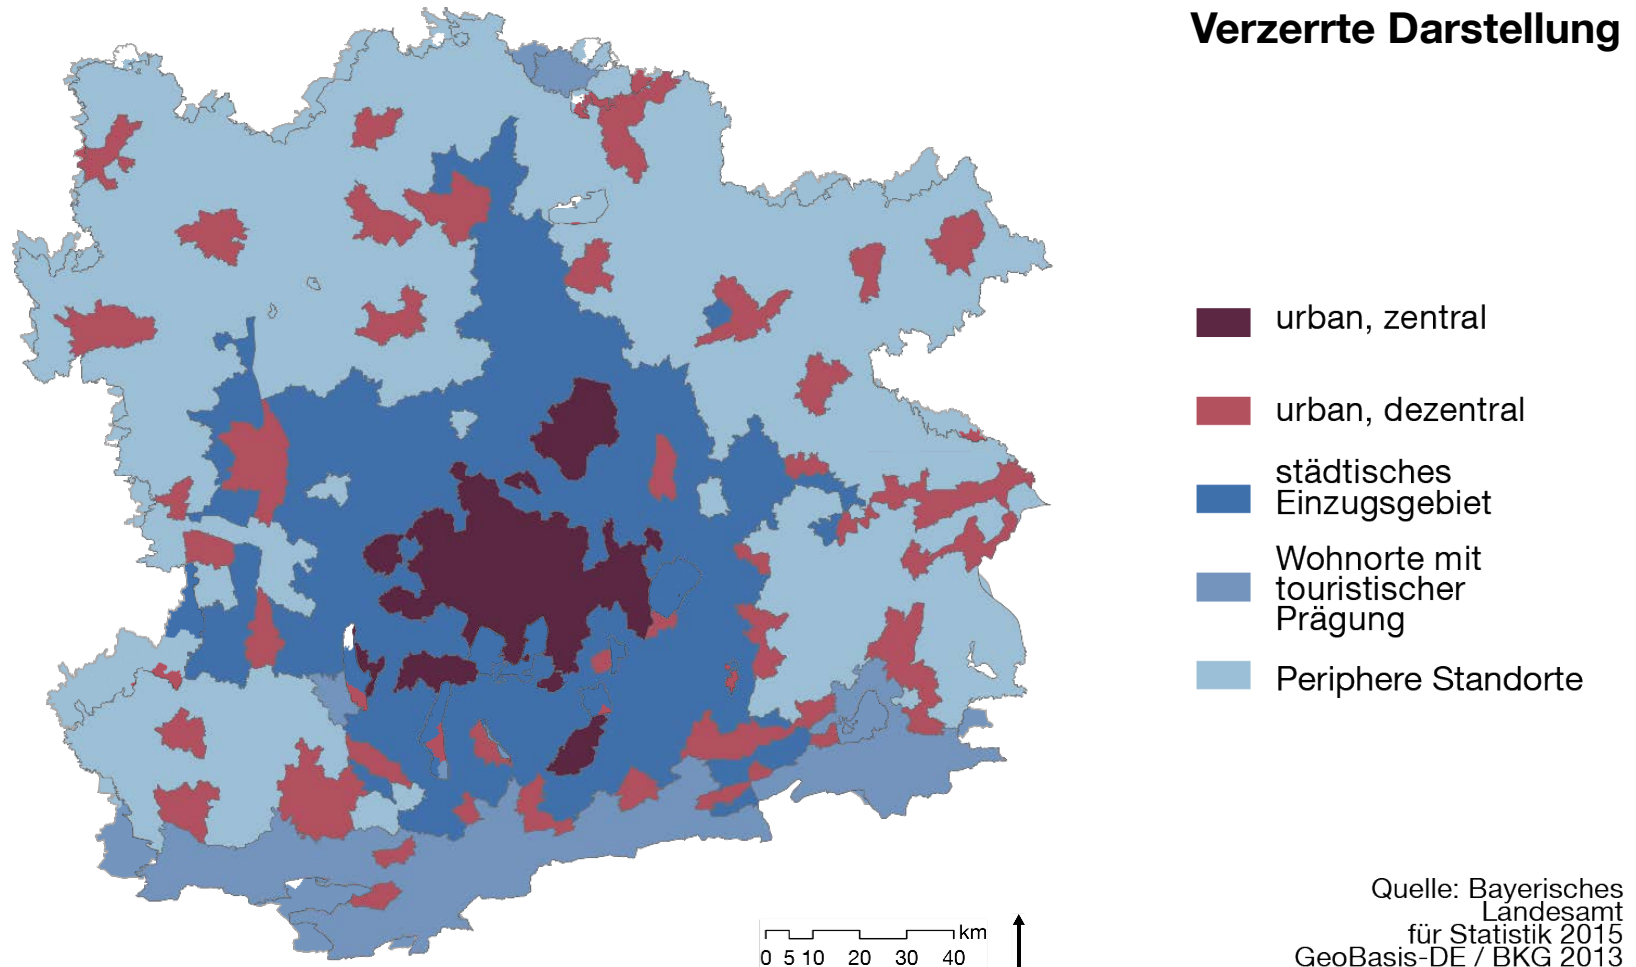 Verzerrte Darstellung
urban, zentral
urban, dezentral
städtisches
Einzugsgebiet
Wohnorte mit
touristischer
Prägung
Periphere Standorte
km
0 5 10 20 30 40
Quelle: Bayerisches
Landesamt
für Statistik 2015
GeoBasis-DE / BKG 2013